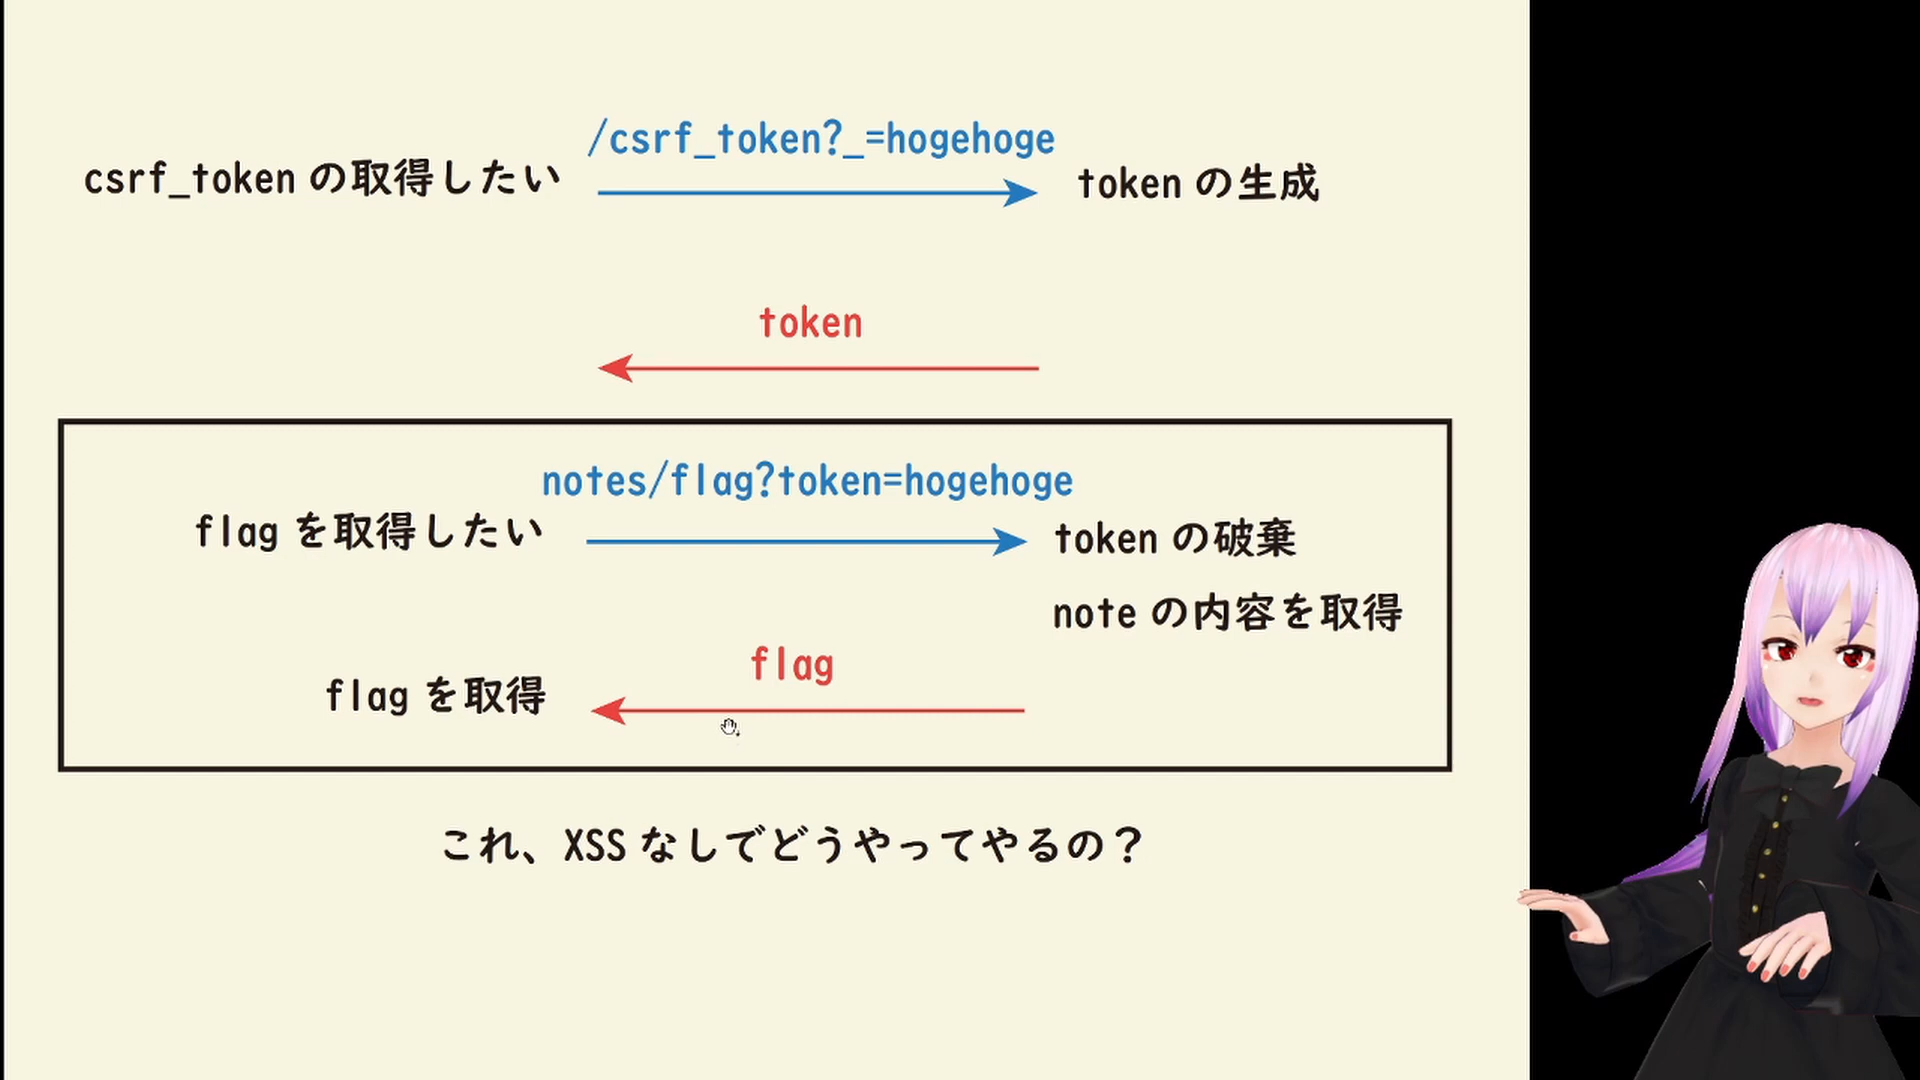 /csrf_token?_=hogehoge
csrf_token の取得したい
token の生成
token
notes/flag?token=hogehoge
flag を取得したい
token の破棄
note の内容を取得
flag
flag を取得
これ、XSS なしでどうやってやるの？